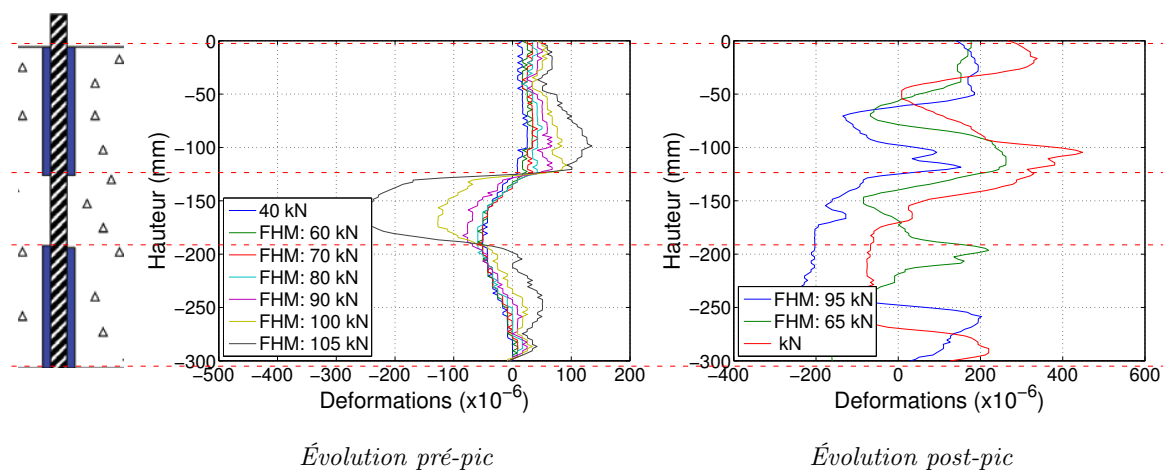 0
−50
−100
−150
−200
−250
−300
Hauteur (mm)
40 kN
FHM: 60 kN
FHM: 70 kN
FHM: 80 kN
FHM: 90 kN
FHM: 100 kN
FHM: 105 kN
−500 −400 −300 −200 −100 0 100 200
Deformations (x10-6)
Évolution pré-pic
0
−50
−100
−150
−200
−250
−300
Hauteur (mm)
FHM: 95 kN
FHM: 65 kN
kN
−400 −200 0 200 400 600
Deformations (x10-6)
Évolution post-pic